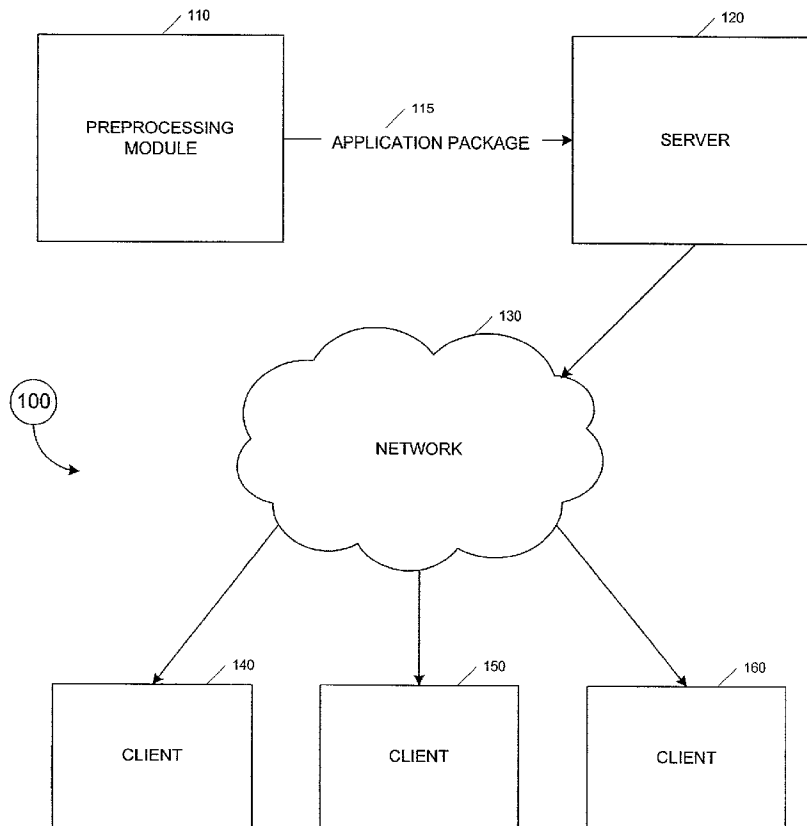 110
120
115
PREPROCESSING
MODULE
APPLICATION PACKAGE
SERVER
130
100
NETWORK
140
150
160
CLIENT
CLIENT
CLIENT